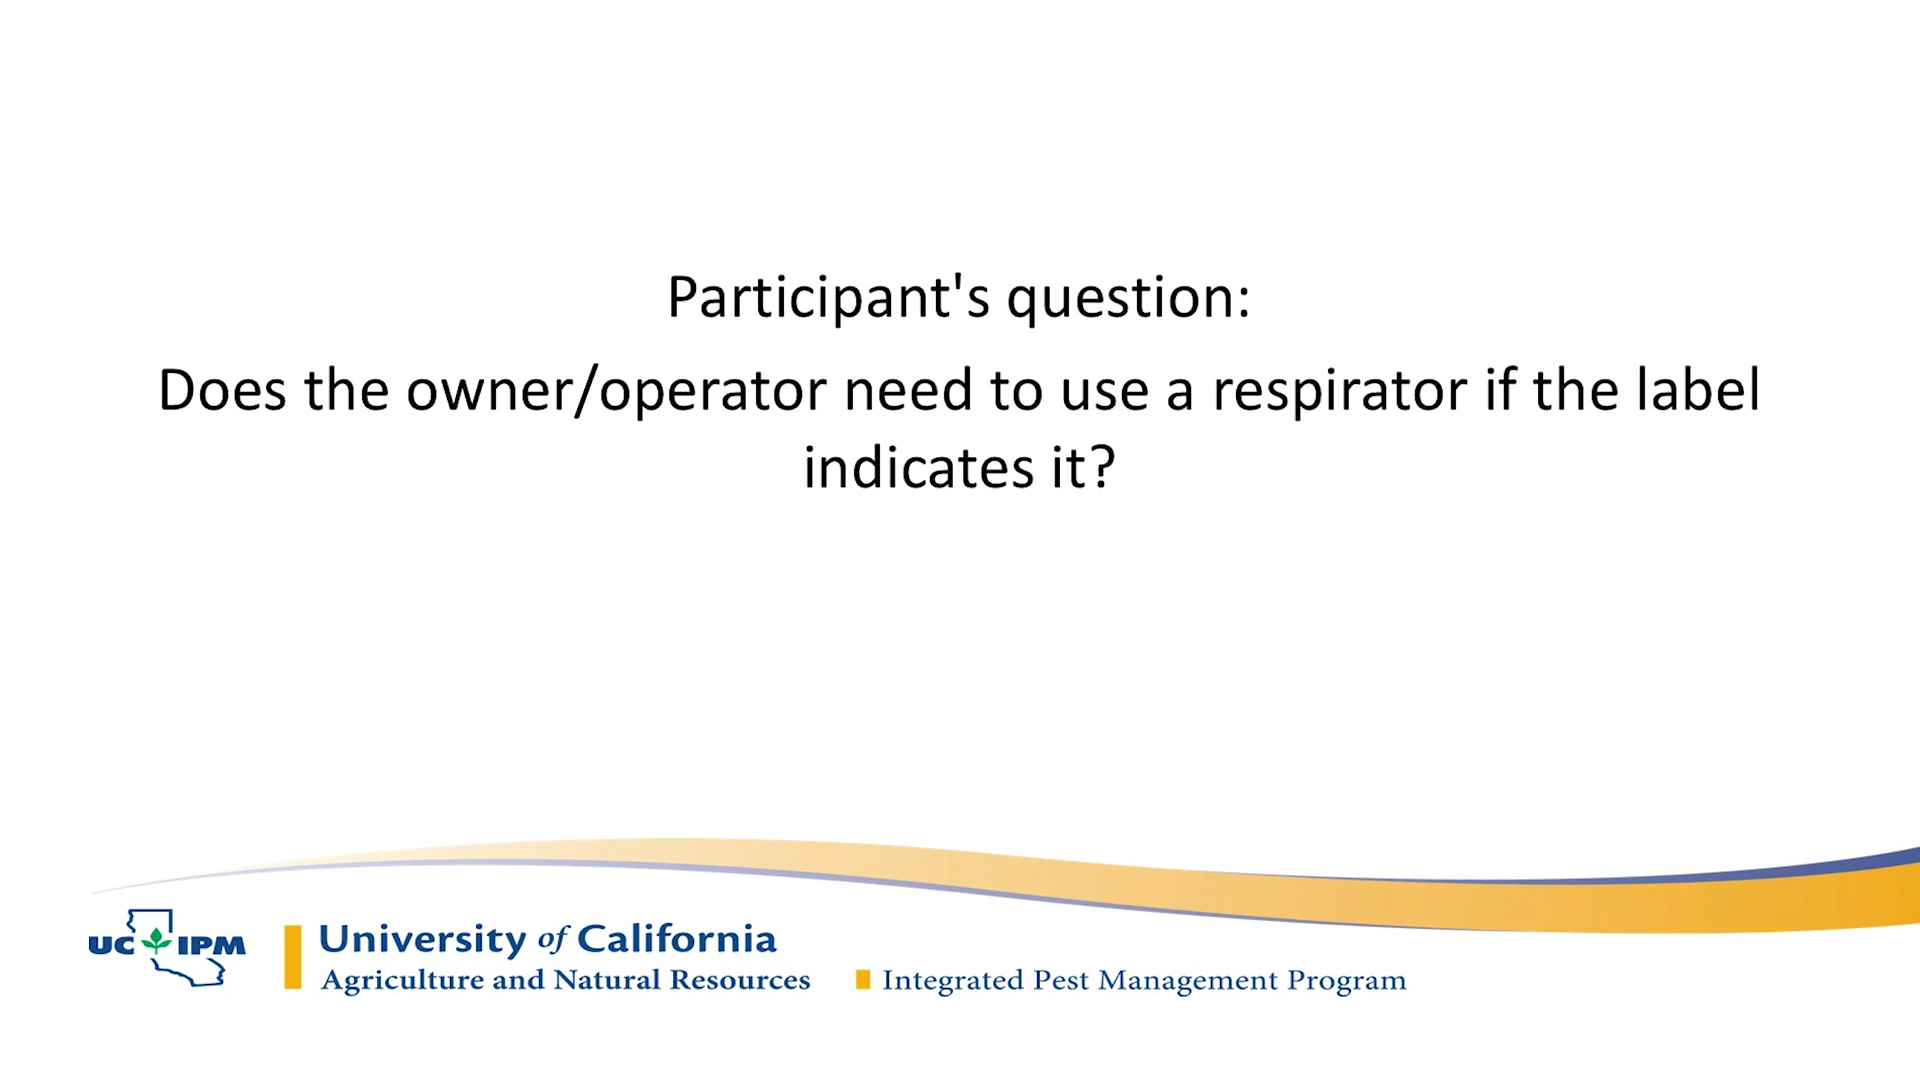 Participant's question:
Does the owner/operator need to use a respirator if the label
indicates it?
UC IPM
University of California
Agriculture and Natural Resources
Integrated Pest Management Program